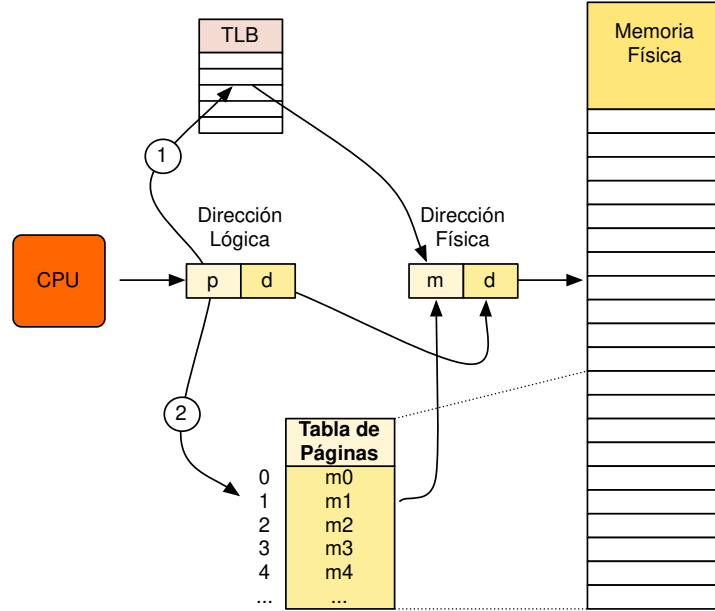 TLB
Memoria
Física
1
Dirección
Lógica
Dirección
Física
CPU
p d
m d
2
Tabla de
Páginas
0 m0
1 m1
2 m2
3 m3
4 m4
... ...